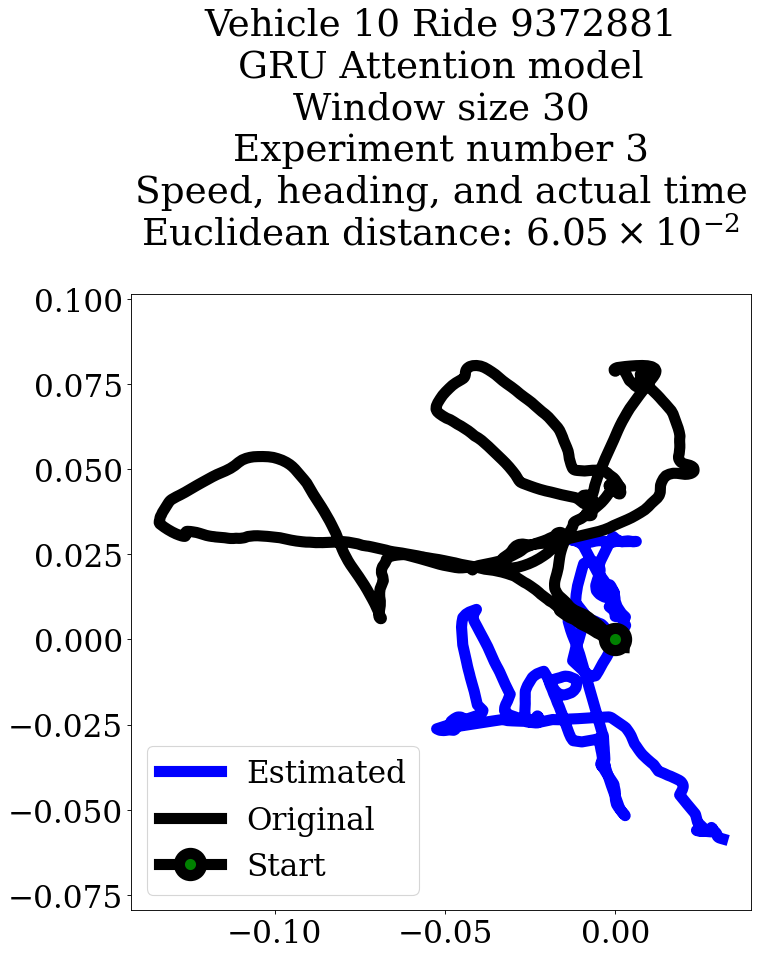 Vehicle 10 Ride 9372881
GRU Attention model
Window size 30
Experiment number 3
Speed, heading, and actual time
Euclidean distance: 6.05 × 10⁻²
0.100
0.075
0.050
0.025
0.000
−0.025
−0.050
−0.075
Estimated
Original
Start
−0.10
−0.05
0.00